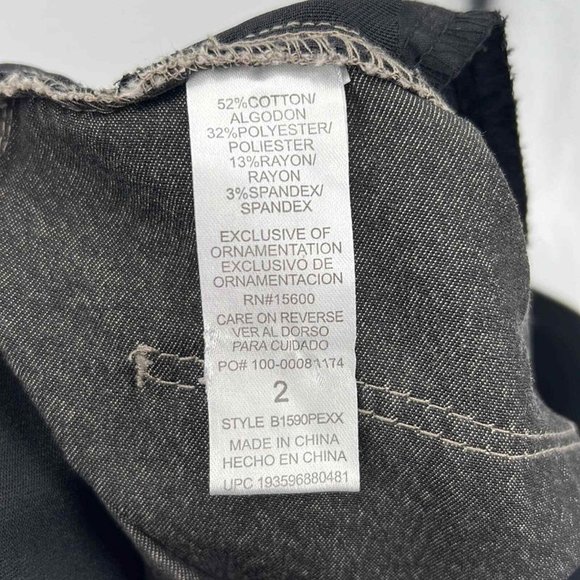 52%COTTON/
ALGODON
32%POLYESTER/
POLIESTER
13%RAYON/
RAYON
3%SPANDEX/
SPANDEX
EXCLUSIVE OF
ORNAMENTATION
EXCLUSIVO DE
ORNAMENTACION
RN#15600
CARE ON REVERSE
VER AL DORSO
PARA CUIDADO
PO# 100-00081174
2
STYLE B1590PEXX
MADE IN CHINA
HECHO EN CHINA
UPC 193596880481